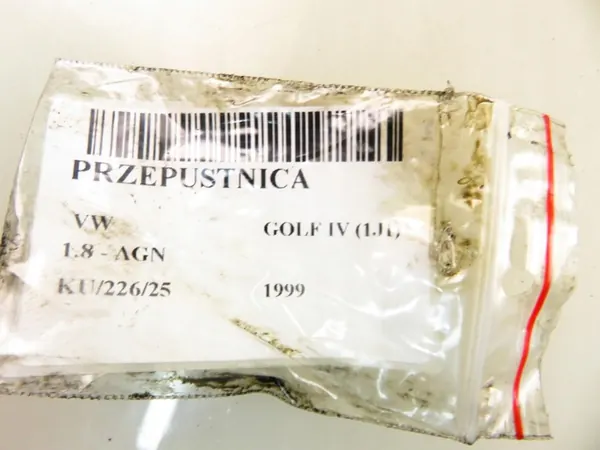 PRZEPUSTNICA
VW GOLF IV (1J1)
1.8 - AGN
KU/226/25 1999